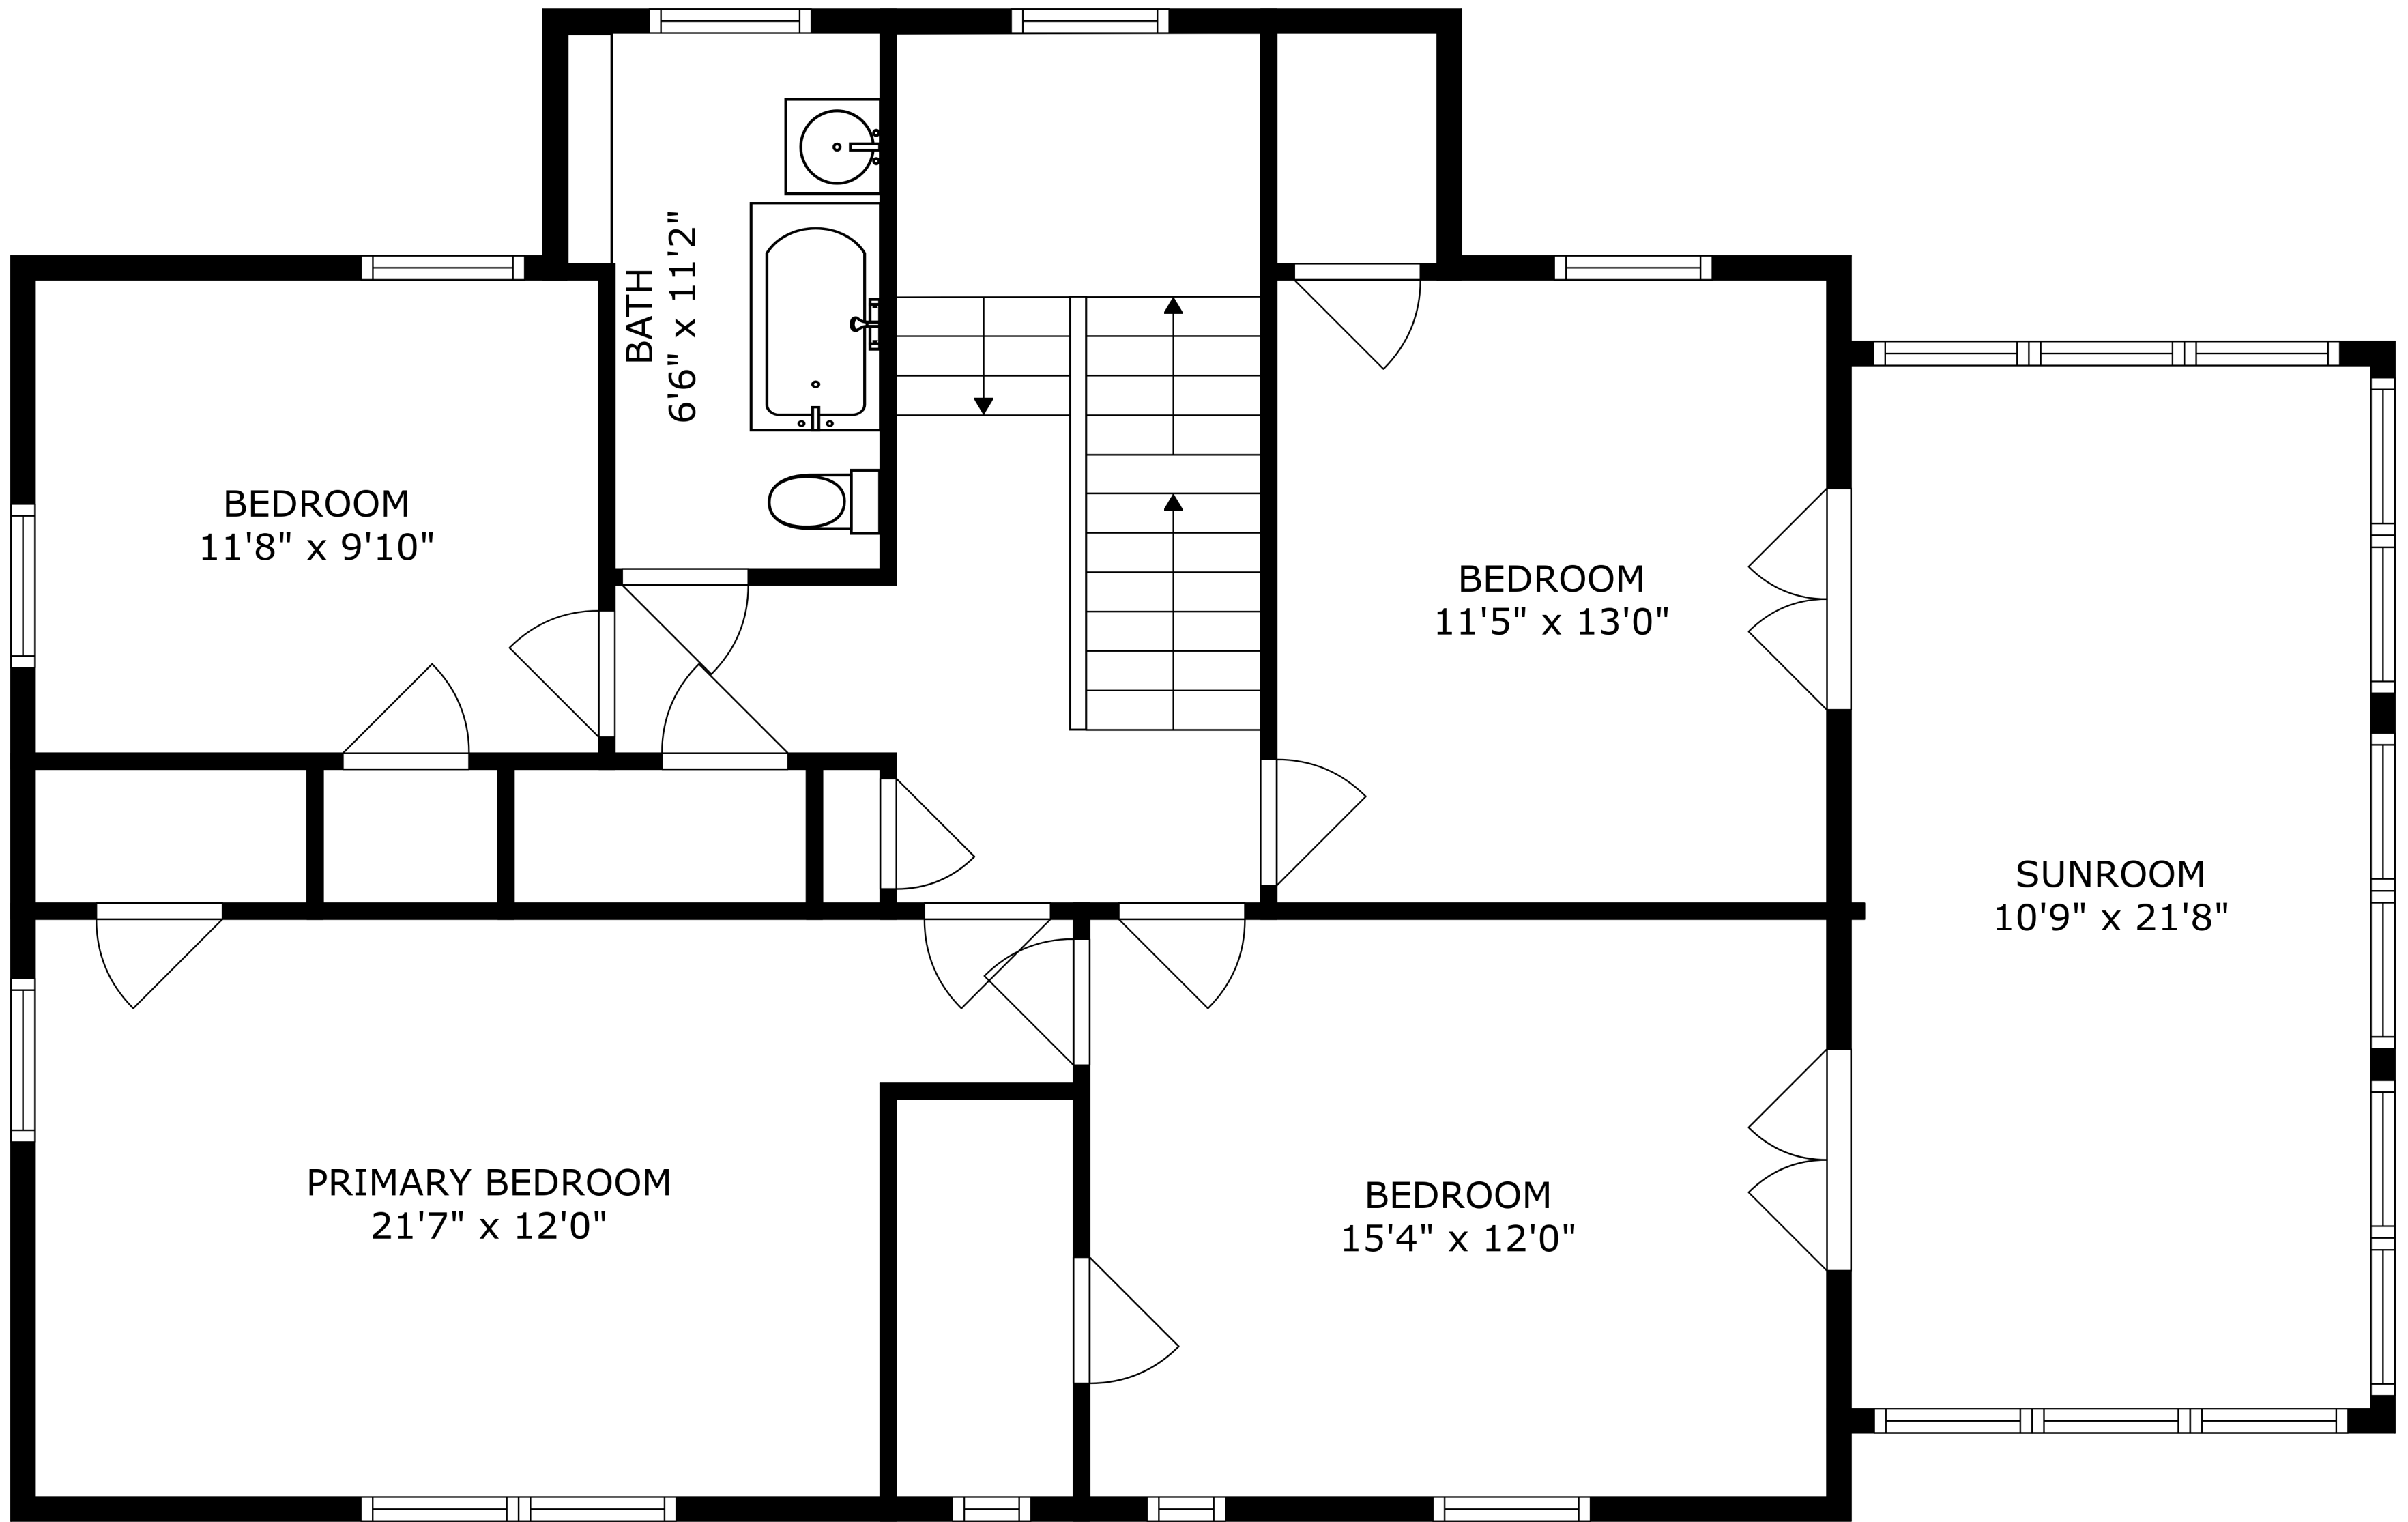 BATH
6'6" x 11'2"
BEDROOM
11'8" x 9'10"
BEDROOM
11'5" x 13'0"
SUNROOM
10'9" x 21'8"
PRIMARY BEDROOM
21'7" x 12'0"
BEDROOM
15'4" x 12'0"